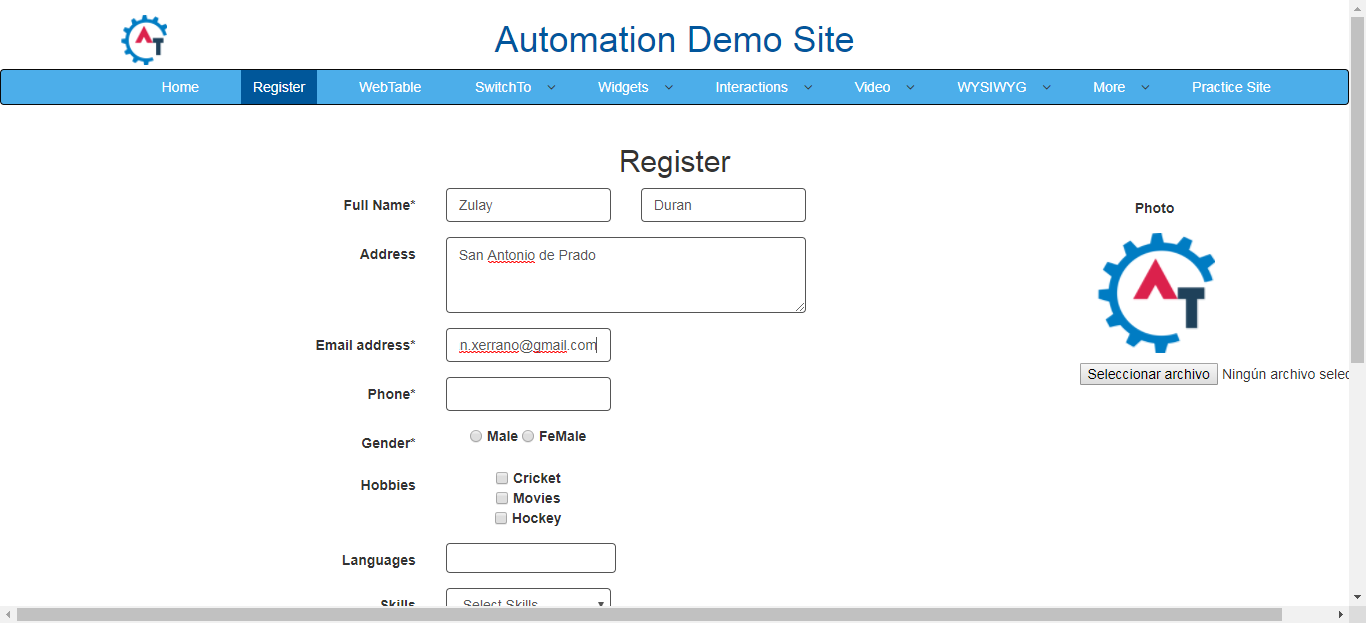 AT
Automation Demo Site
Home Register WebTable SwitchTo Widgets Interactions Video WYSIWYG More Practice Site
Register
Full Name* Zulay Duran
Photo
Address San Antonio de Prado
AT
Email address* n.xerrano@gmail.com
Seleccionar archivo Ningún archivo selec
Phone*
Gender* Male FeMale
Hobbies Cricket
Movies
Hockey
Languages
Skills Select Skills